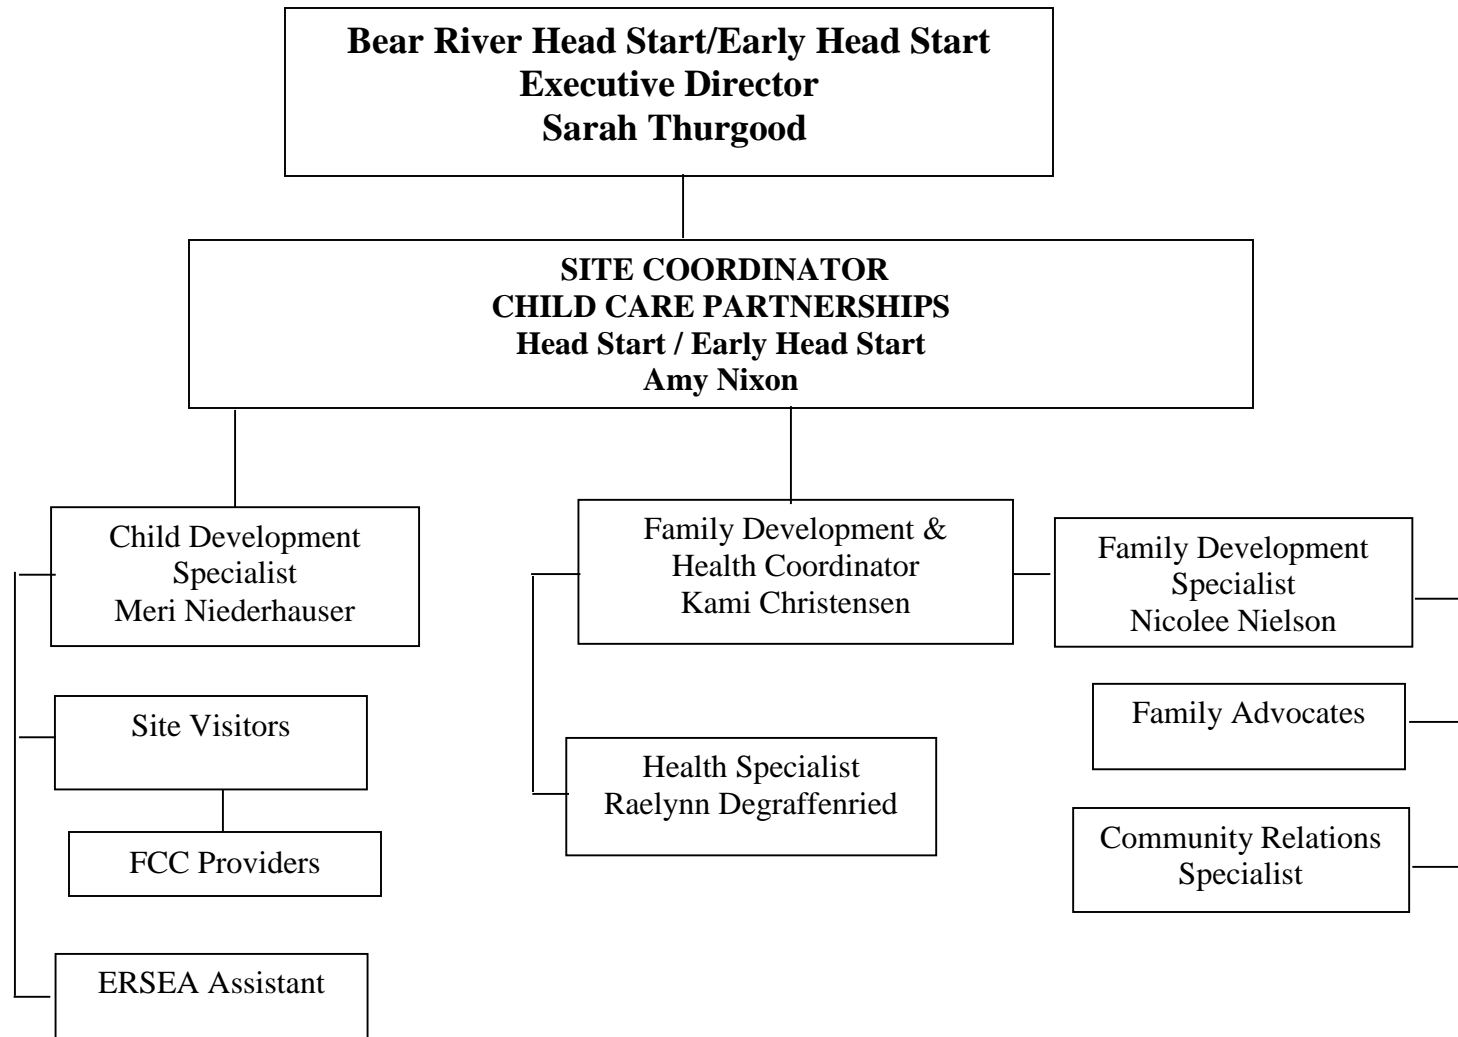 Bear River Head Start/Early Head Start
Executive Director
Sarah Thurgood
SITE COORDINATOR
CHILD CARE PARTNERSHIPS
Head Start / Early Head Start
Amy Nixon
Child Development
Specialist
Meri Niederhauser
Site Visitors
FCC Providers
ERSEA Assistant
Family Development &
Health Coordinator
Kami Christensen
Health Specialist
Raelynn Degraffenried
Family Development
Specialist
Nicolee Nielson
Family Advocates
Community Relations
Specialist